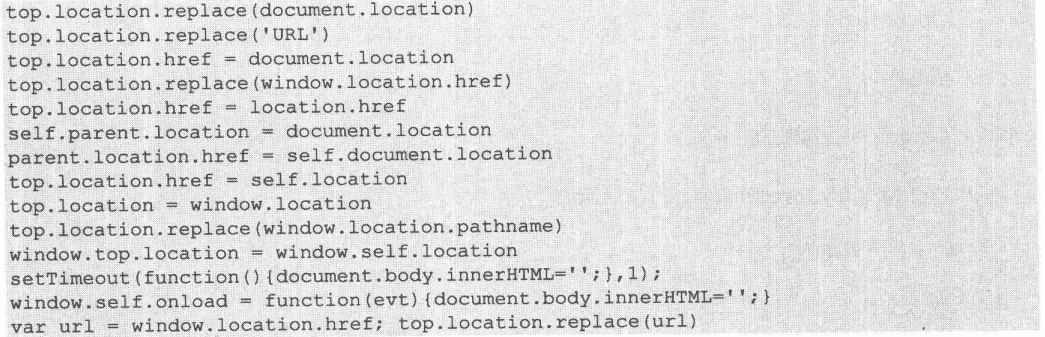 top.location.replace(document.location)
top.location.replace('URL')
top.location.href = document.location
top.location.replace(window.location.href)
top.location.href = location.href
self.parent.location = document.location
parent.location.href = self.document.location
top.location.href = self.location
top.location = window.location
top.location.replace(window.location.pathname)
window.top.location = window.self.location
setTimeout(function(){document.body.innerHTML='';},1);
window.self.onload = function(evt){document.body.innerHTML='';}
var url = window.location.href; top.location.replace(url)